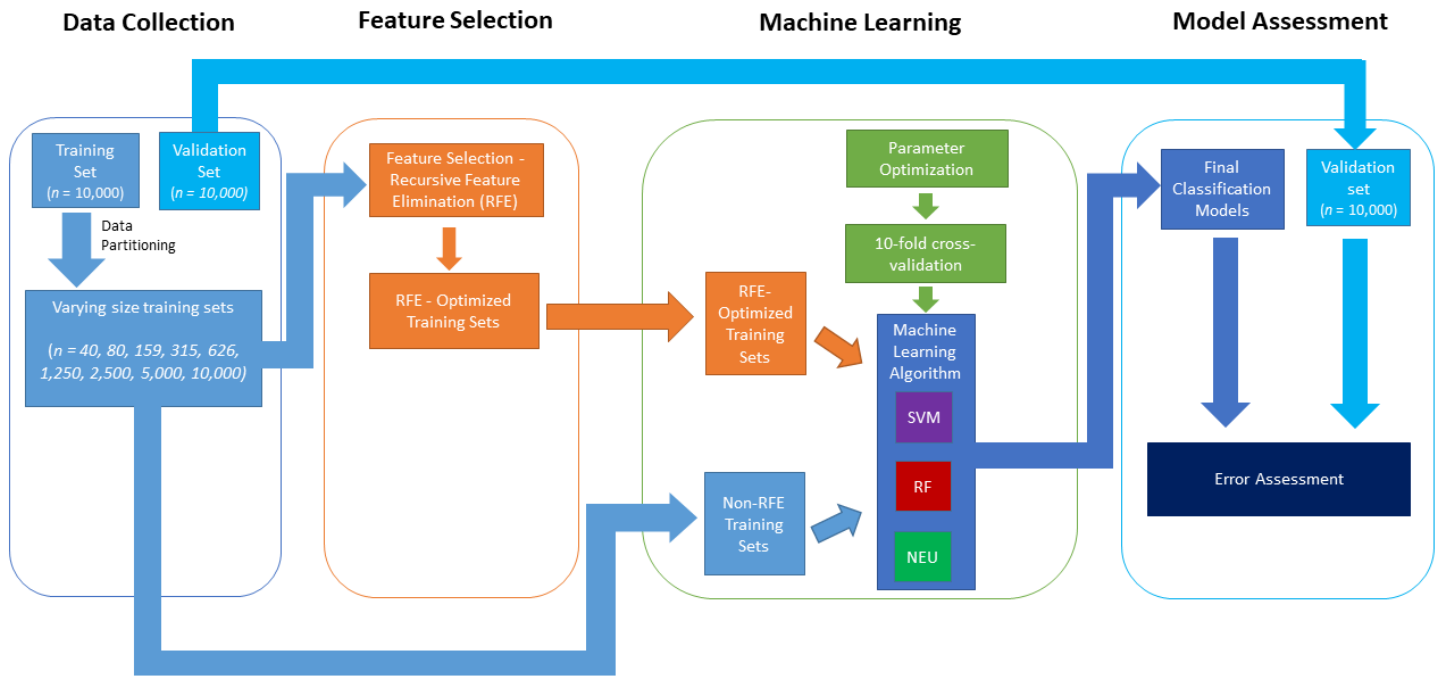 Data Collection
Feature Selection
Machine Learning
Model Assessment
Training
Set
(n = 10,000)
Validation
Set
(n = 10,000)
Data
Partitioning
Varying size training sets
(n = 40, 80, 159, 315, 626,
1,250, 2,500, 5,000, 10,000)
Feature Selection -
Recursive Feature
Elimination (RFE)
RFE - Optimized
Training Sets
Parameter
Optimization
10-fold cross-
validation
RFE-
Optimized
Training
Sets
Non-RFE
Training
Sets
Machine
Learning
Algorithm
SVM
RF
NEU
Final
Classification
Models
Validation
set
(n = 10,000)
Error Assessment